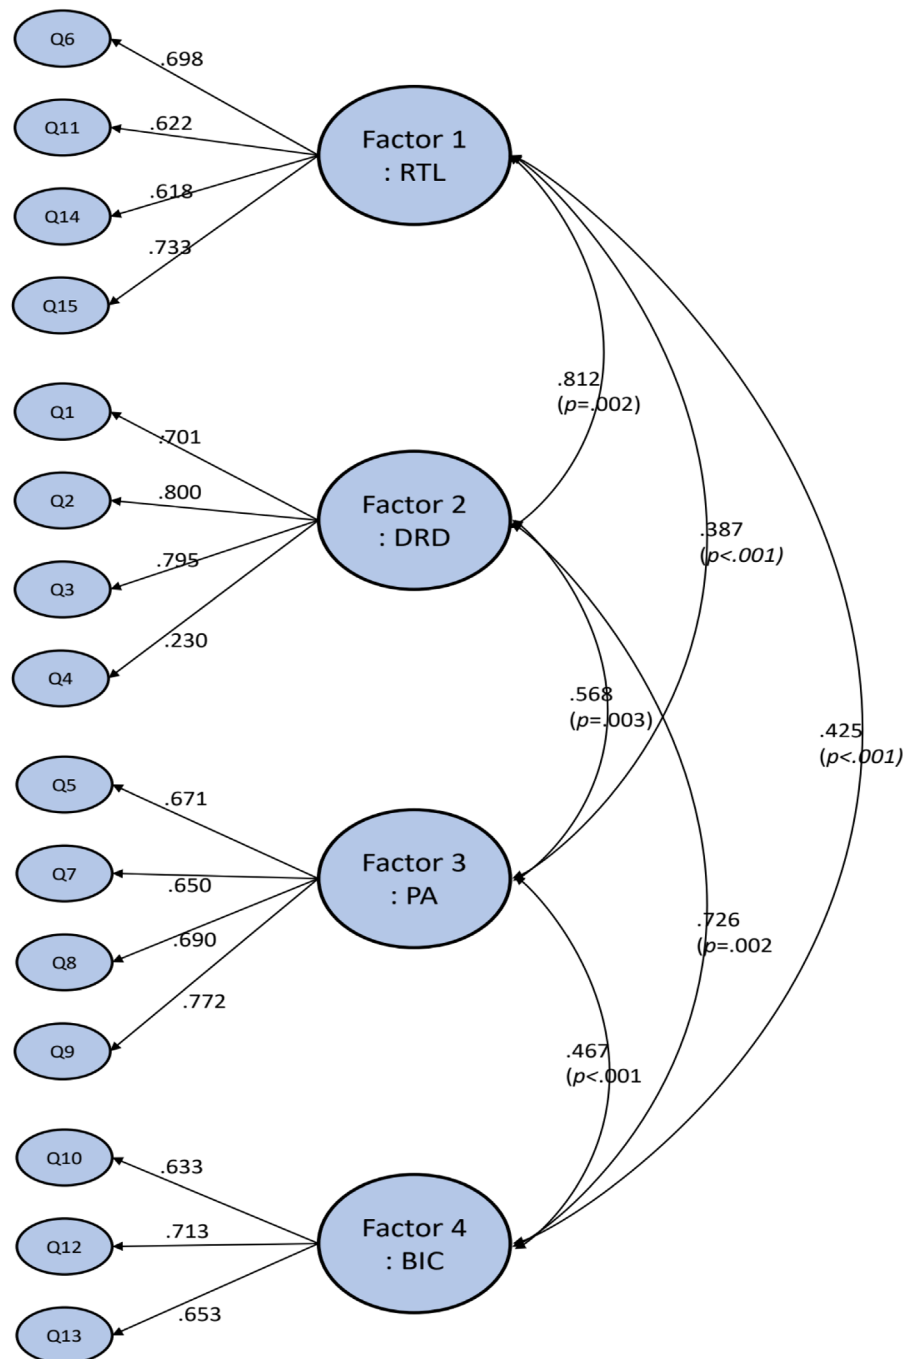 Q6
.698
Q11
.622
Q14
.618
Q15
.733
Factor 1
: RTL
Q1
.701
Q2
.800
Q3
.795
Q4
.230
Factor 2
: DRD
.812
(p=.002)
.387
(p<.001)
.568
(p=.003)
.425
(p<.001)
Q5
.671
Q7
.650
Q8
.690
Q9
.772
Factor 3
: PA
.726
(p=.002
.467
(p<.001
Q10
.633
Q12
.713
Q13
.653
Factor 4
: BIC